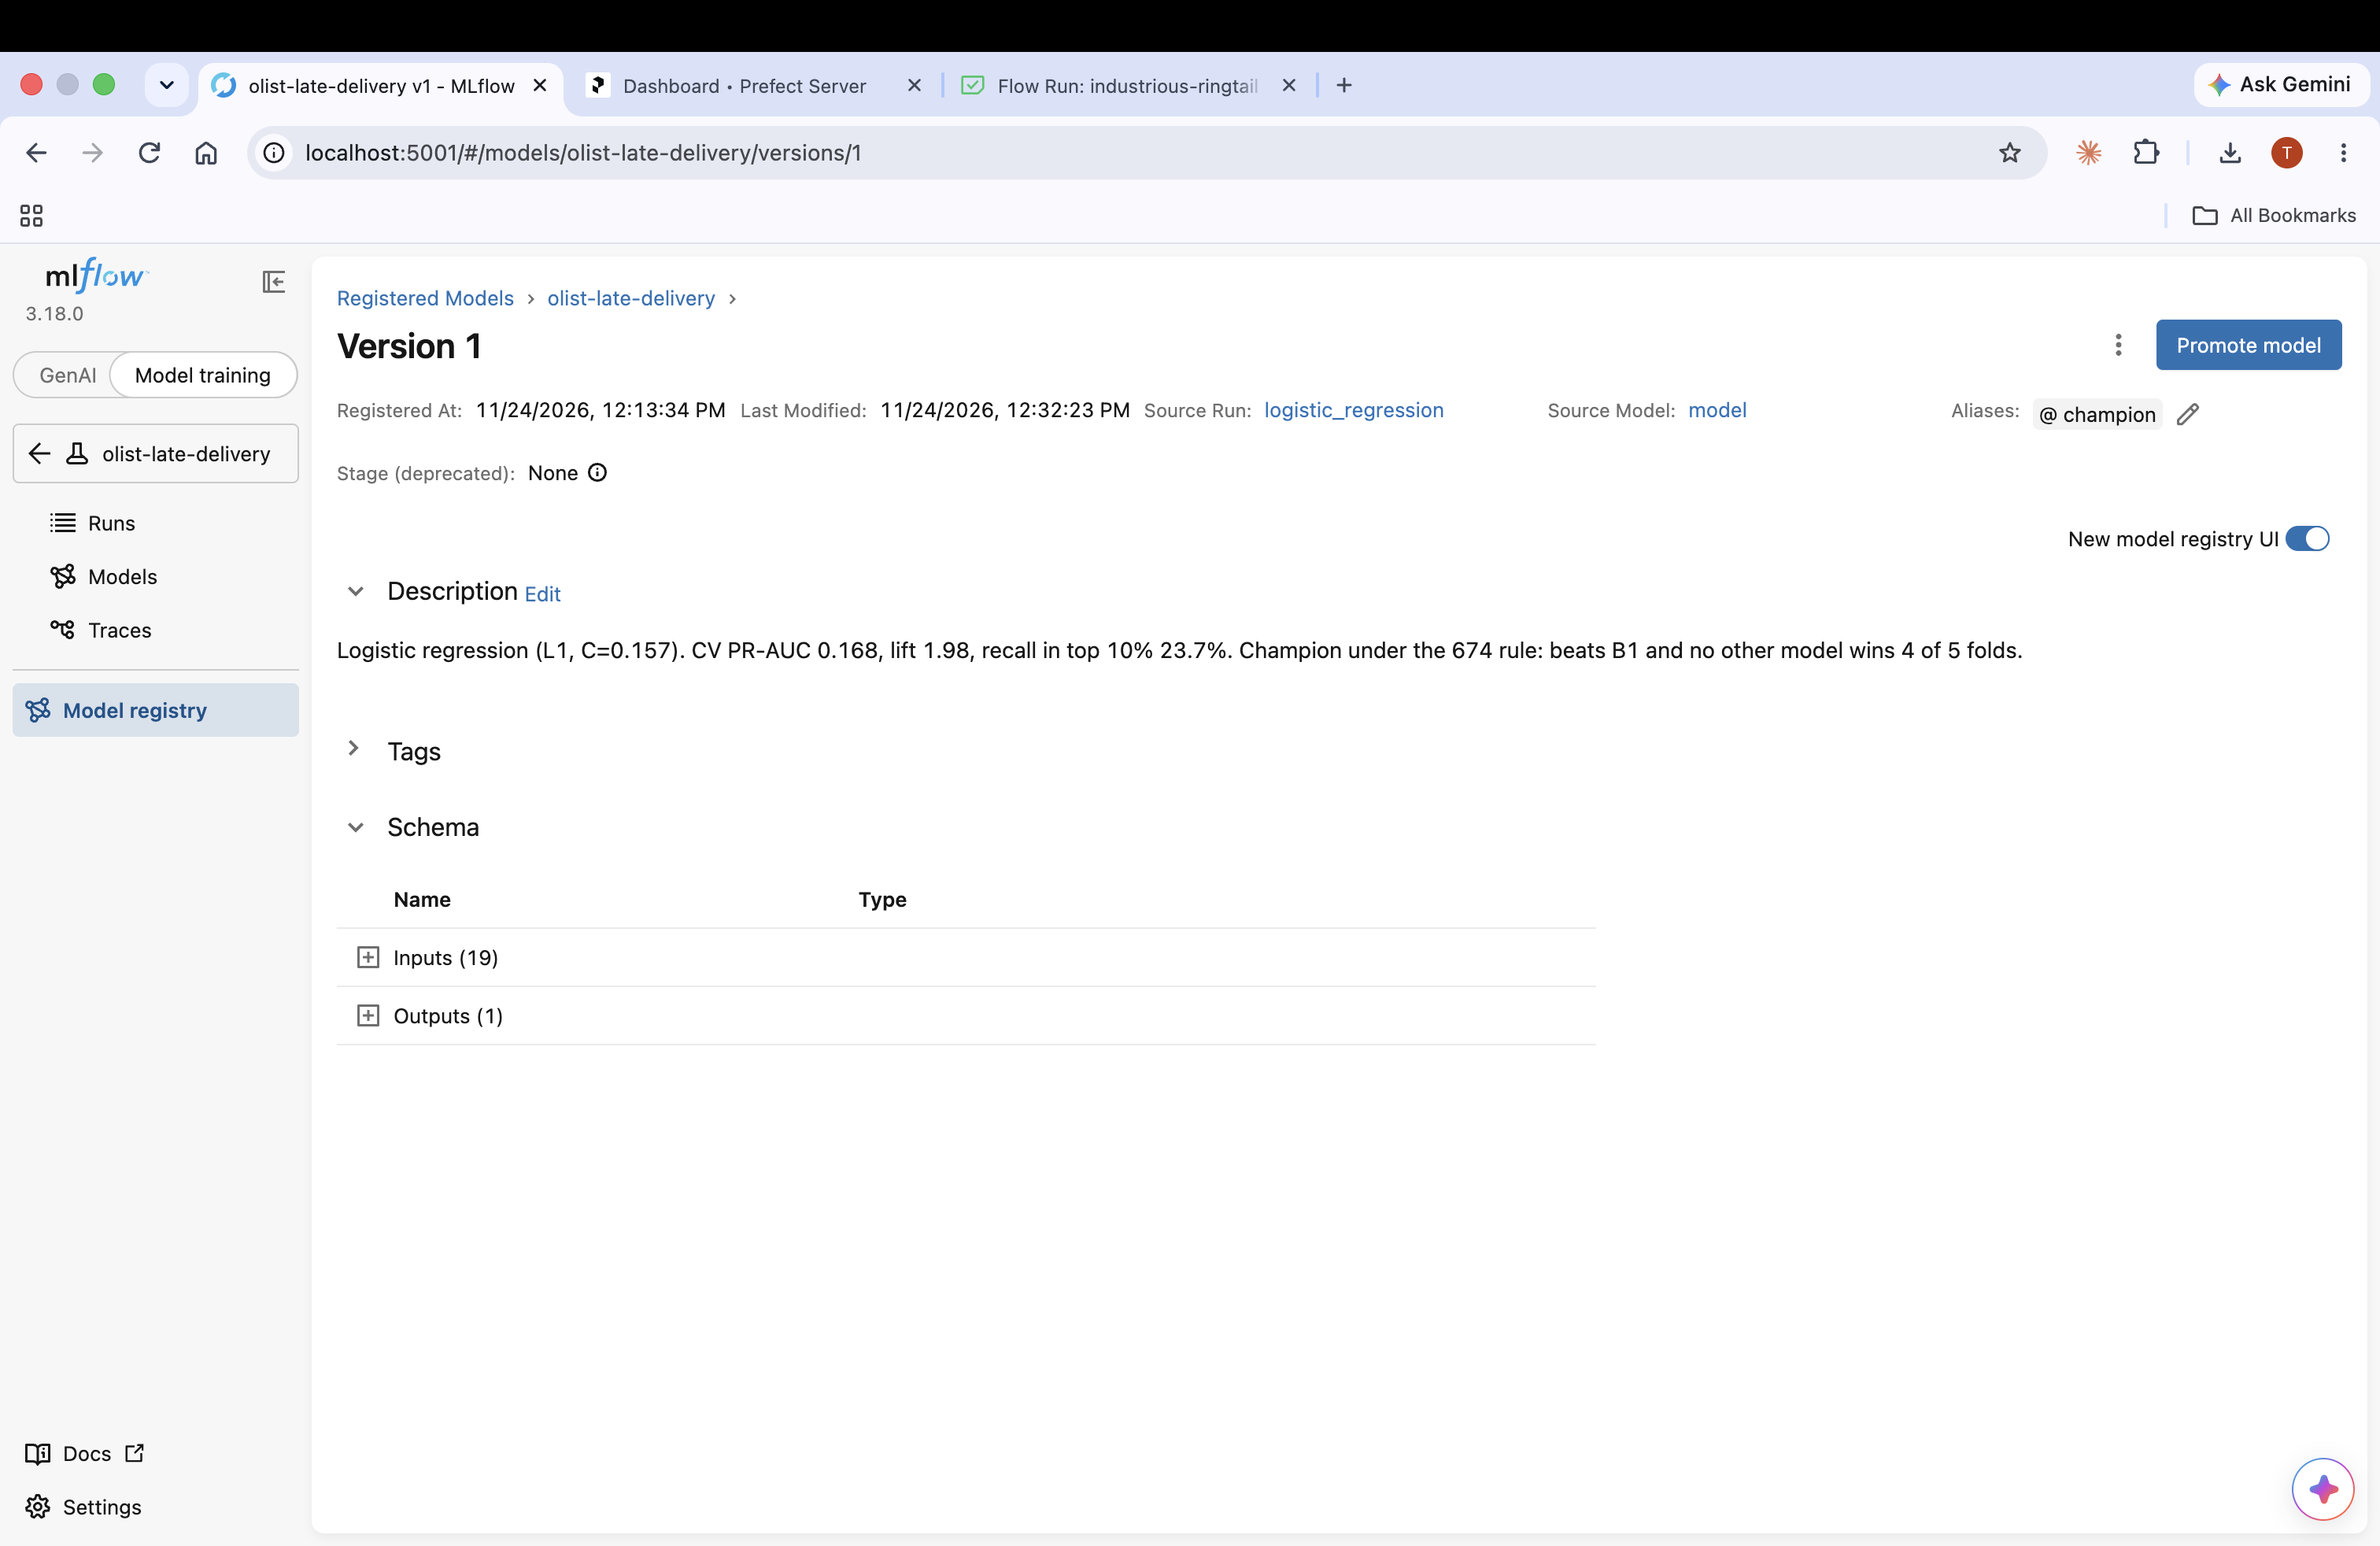 olist-late-delivery v1 - MLflow
Dashboard • Prefect Server
Flow Run: industrious-ringtail
Ask Gemini
localhost:5001/#/models/olist-late-delivery/versions/1
T
All Bookmarks
mlflow
3.18.0
GenAI
Model training
olist-late-delivery
Runs
Models
Traces
Model registry
Docs
Settings
Registered Models > olist-late-delivery >
Version 1
Promote model
Registered At: 11/24/2026, 12:13:34 PM Last Modified: 11/24/2026, 12:32:23 PM Source Run: logistic_regression Source Model: model Aliases: @ champion
Stage (deprecated): None
New model registry UI
Description Edit
Logistic regression (L1, C=0.157). CV PR-AUC 0.168, lift 1.98, recall in top 10% 23.7%. Champion under the 674 rule: beats B1 and no other model wins 4 of 5 folds.
Tags
Schema
Name Type
Inputs (19)
Outputs (1)